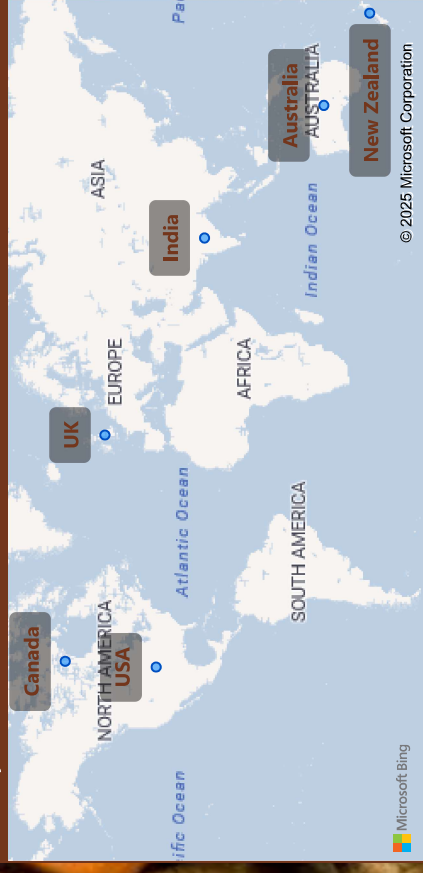 Canada
NORTH AMERICA
USA
UK
EUROPE
ASIA
India
Atlantic Ocean
AFRICA
SOUTH AMERICA
Indian Ocean
Australia
AUSTRALIA
New Zealand
ific Ocean
Pac
Microsoft Bing
© 2025 Microsoft Corporation